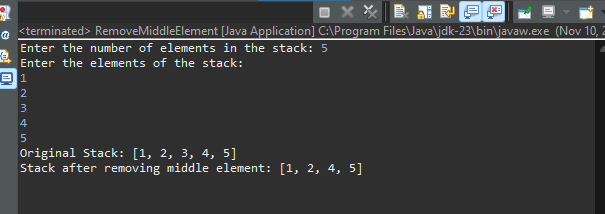 <terminated> RemoveMiddleElement [Java Application] C:\Program Files\Java\jdk-23\bin\javaw.exe (Nov 10, 2
Enter the number of elements in the stack: 5
Enter the elements of the stack:
1
2
3
4
5
Original Stack: [1, 2, 3, 4, 5]
Stack after removing middle element: [1, 2, 4, 5]